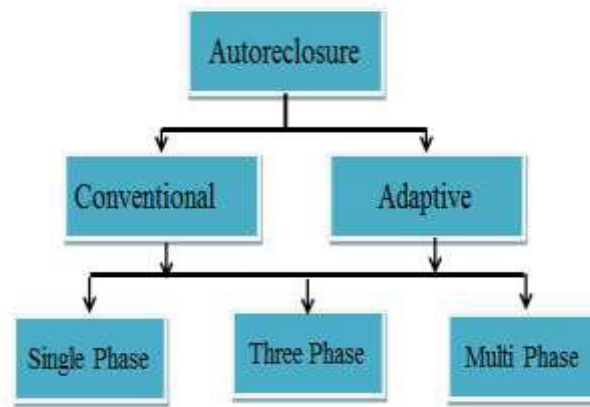 Autoreclosure
Conventional
Adaptive
Single Phase
Three Phase
Multi Phase